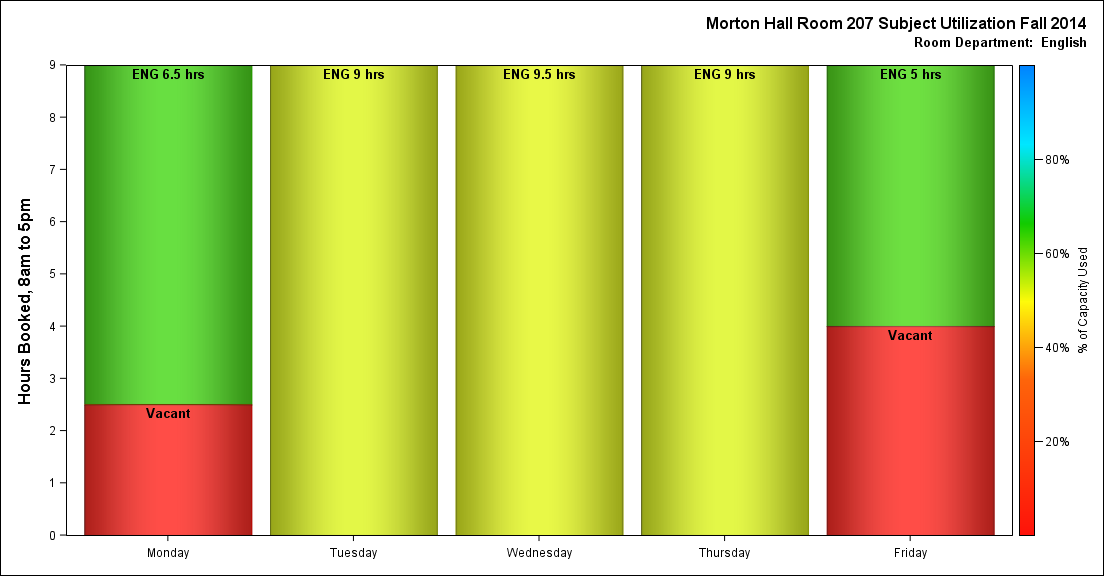 Morton Hall Room 207 Subject Utilization Fall 2014
Room Department:  English
Hours Booked, 8am to 5pm
9
8
7
6
5
4
3
2
1
0
ENG 6.5 hrs
Vacant
ENG 9 hrs
ENG 9.5 hrs
ENG 9 hrs
ENG 5 hrs
Vacant
Monday
Tuesday
Wednesday
Thursday
Friday
80%
60%
40%
20%
% of Capacity Used